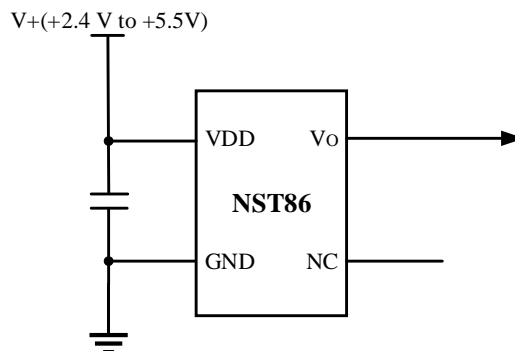 V+(+2.4 V to +5.5V)
VDD
VO
NST86
GND
NC